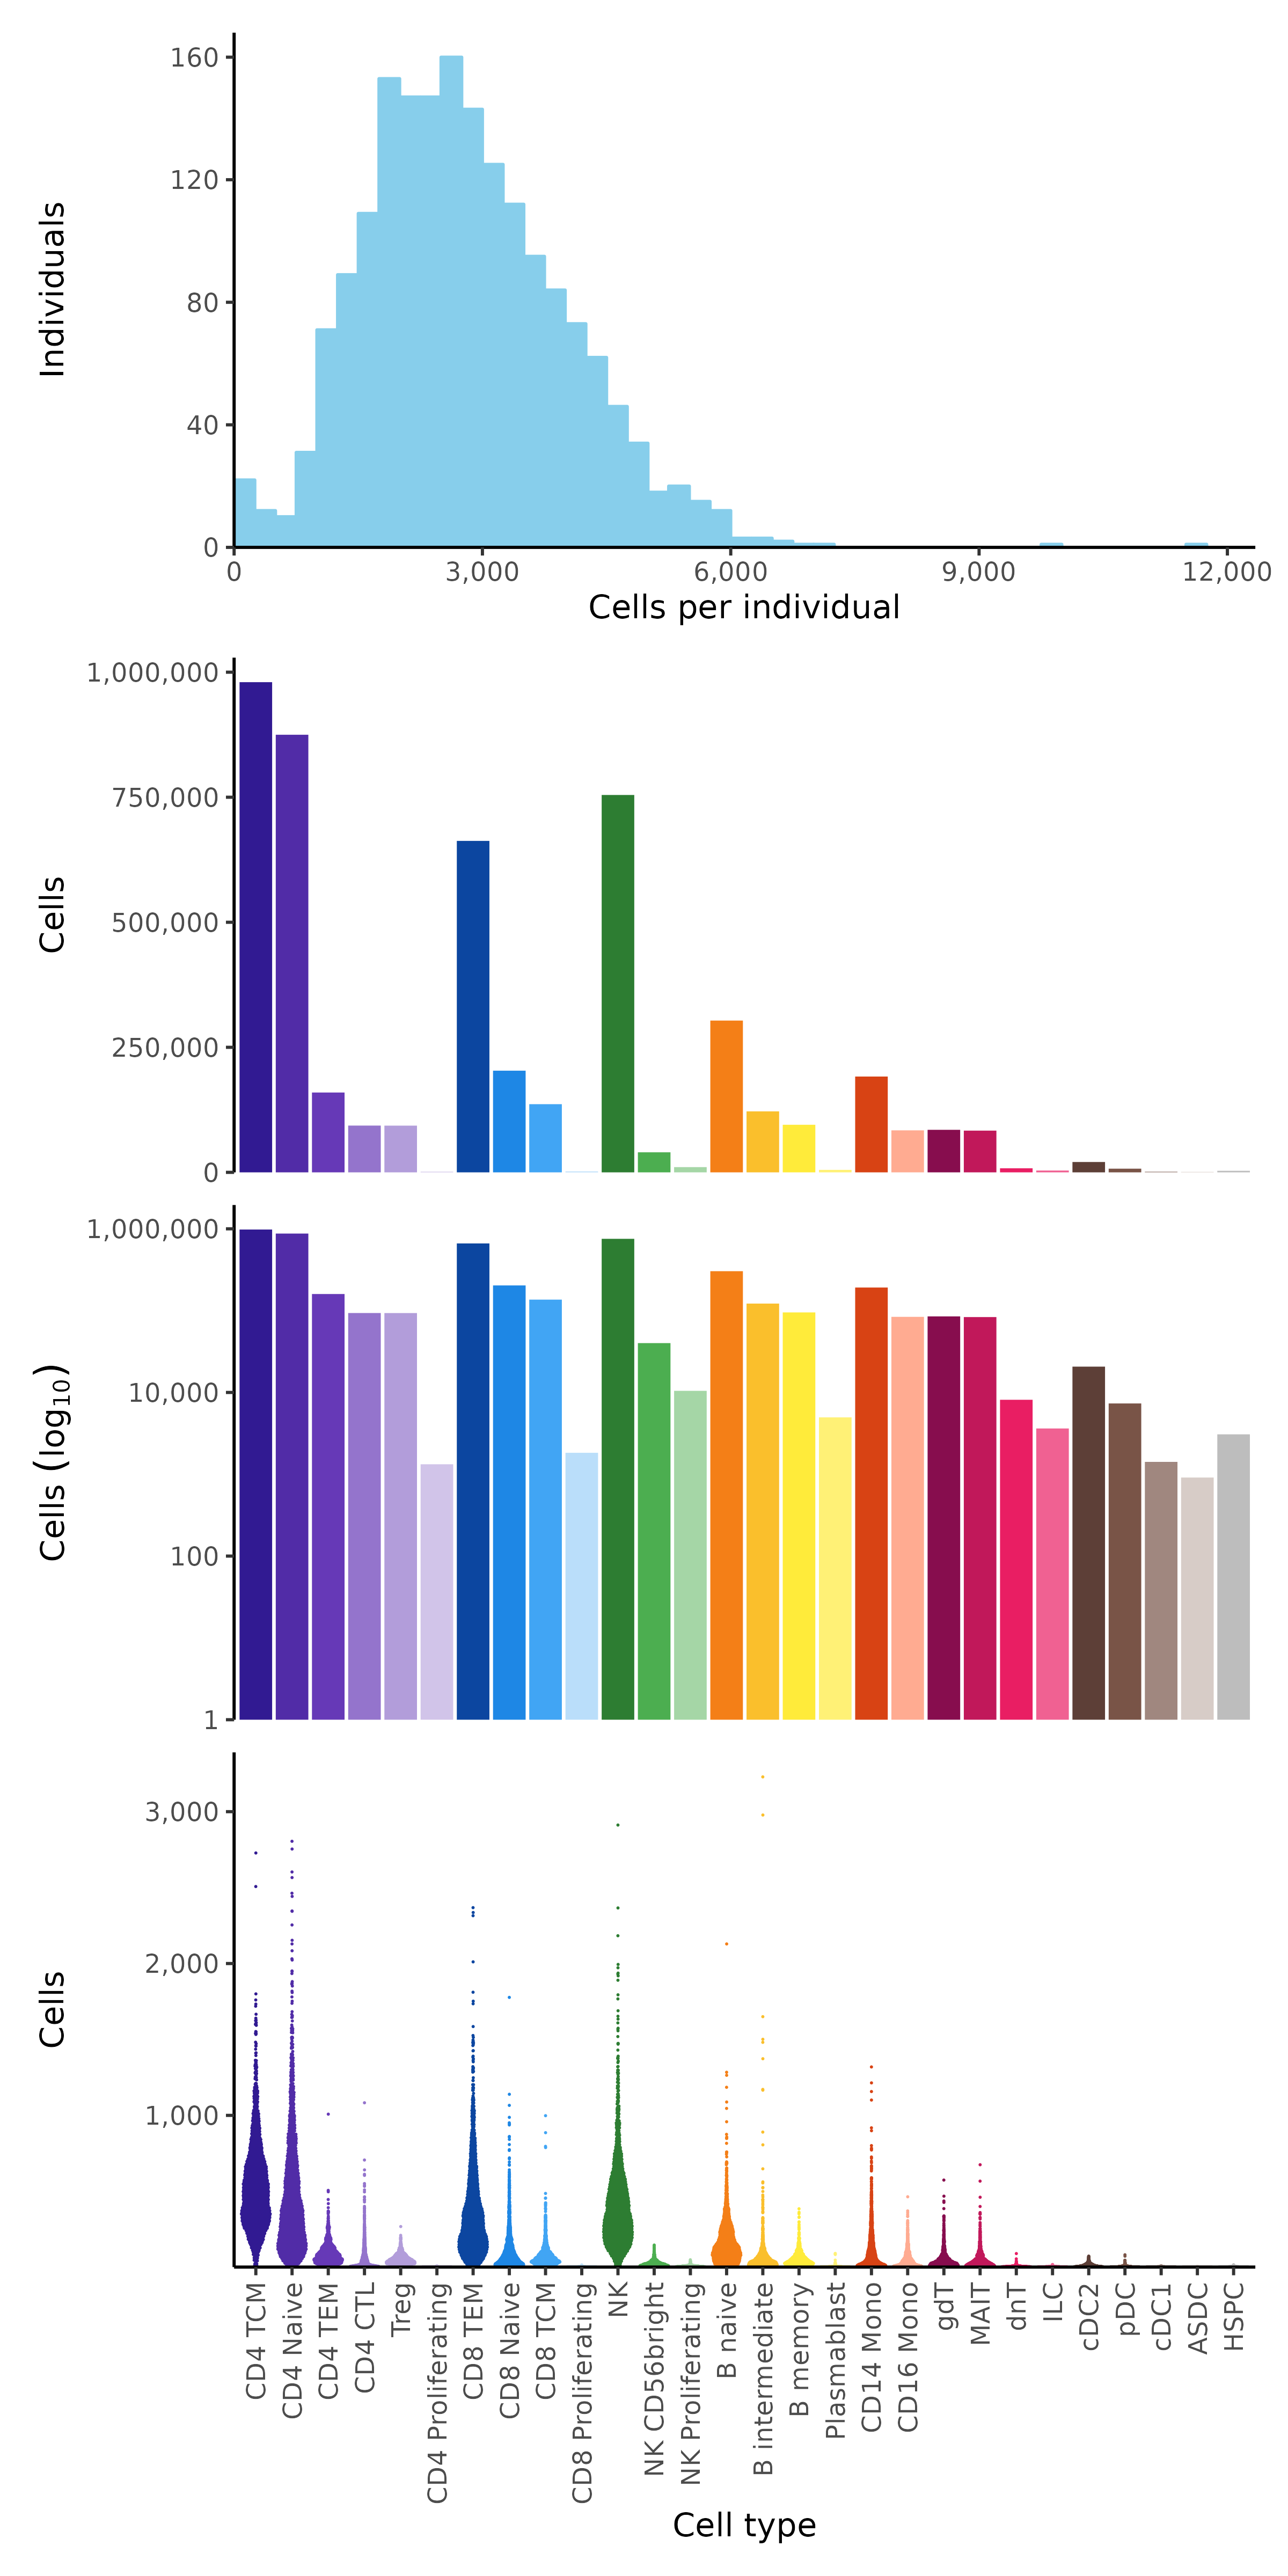 160
120
80
40
0
Individuals
0 3,000 6,000 9,000 12,000
Cells per individual
1,000,000
750,000
500,000
250,000
0
Cells
1,000,000
10,000
100
1
Cells (log10)
3,000
2,000
1,000
Cells
CD4 TCM
CD4 Naive
CD4 TEM
CD4 CTL
Treg
CD4 Proliferating
CD8 TEM
CD8 Naive
CD8 TCM
CD8 Proliferating
NK
NK CD56bright
NK Proliferating
B naive
B intermediate
B memory
Plasmablast
CD14 Mono
CD16 Mono
gdT
MAIT
dnT
ILC
cDC2
pDC
cDC1
ASDC
HSPC
Cell type